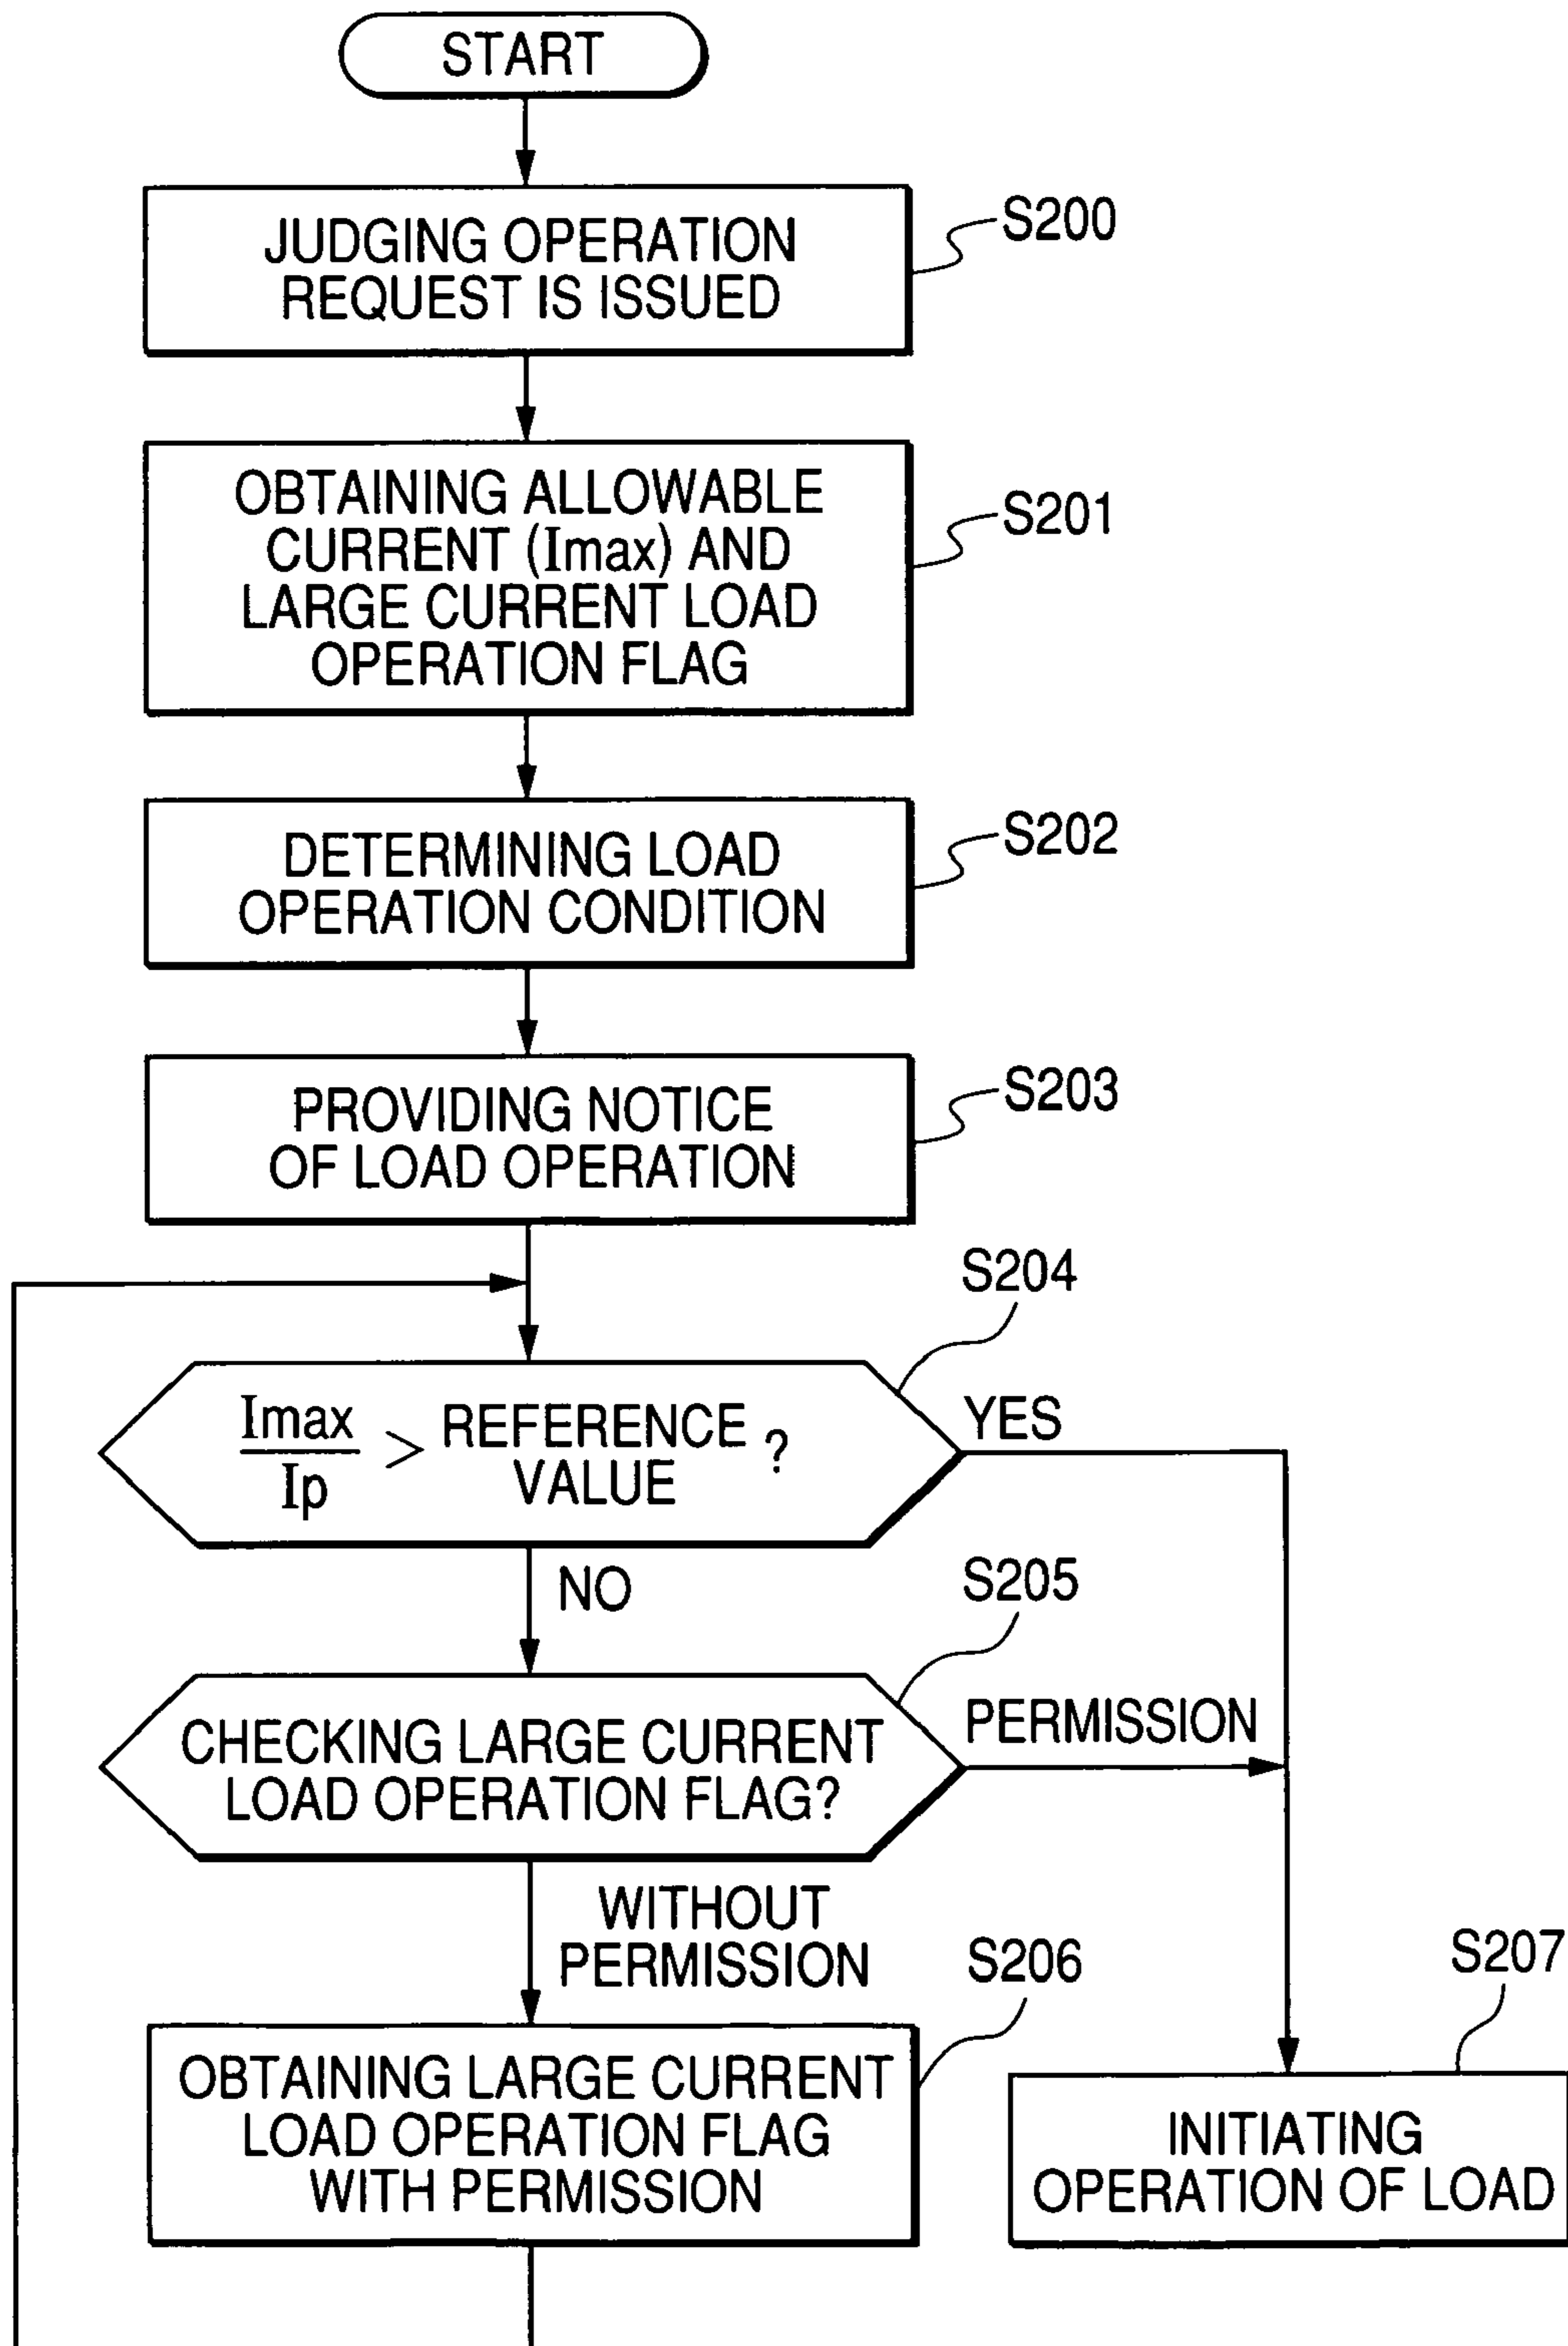 START
JUDGING OPERATION
REQUEST IS ISSUED
S200
OBTAINING ALLOWABLE
CURRENT (Imax) AND
LARGE CURRENT LOAD
OPERATION FLAG
S201
DETERMINING LOAD
OPERATION CONDITION
S202
PROVIDING NOTICE
OF LOAD OPERATION
S203
S204
Imax
Ip
> REFERENCE
VALUE ?
YES
NO
S205
CHECKING LARGE CURRENT
LOAD OPERATION FLAG?
PERMISSION
WITHOUT
PERMISSION
S206
OBTAINING LARGE CURRENT
LOAD OPERATION FLAG
WITH PERMISSION
S207
INITIATING
OPERATION OF LOAD